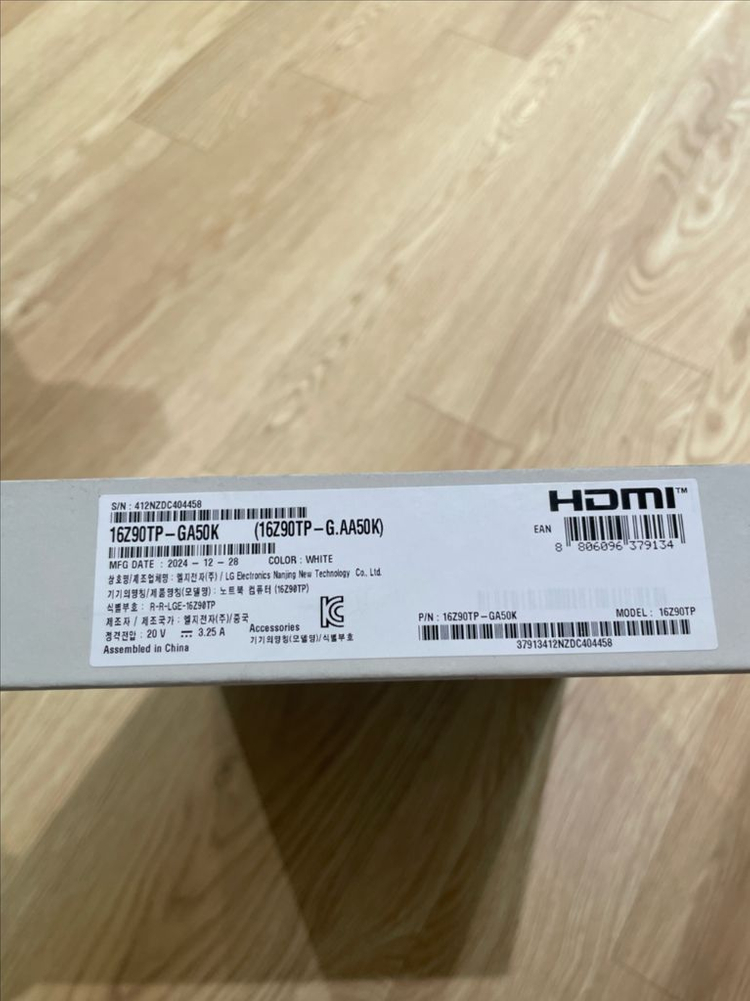 S/N : 412NZDC404458
16Z90TP-GA50K (16Z90TP-G.AA50K)
MFG DATE : 2024 - 12 - 28 COLOR : WHITE
상호명/제조업체명 : 엘지전자(주) / LG Electronics Nanjing New Technology Co., Ltd.
기기의명칭/제품명칭(모델명) : 노트북 컴퓨터 (16Z90TP)
식별부호 : R-R-LGE-16Z90TP
제조자 / 제조국가 : 엘지전자(주)/중국
정격전압 : 20 V ⎓ 3.25 A
Assembled in China
Accessories
기기의명칭(모델명)/식별부호
HDMI™
EAN
8 806096 379134
P/N : 16Z90TP-GA50K MODEL : 16Z90TP
37913412NZDC404458